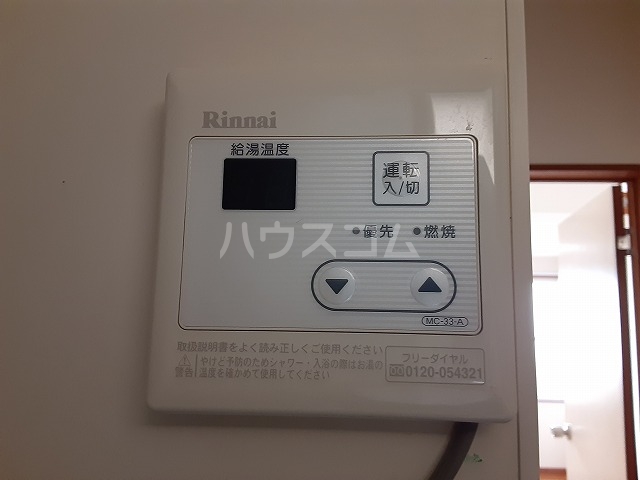 Rinnai
給湯温度
運転
入/切
優先
燃焼
ハウスコム
▼ ▲
MC-33-A
取扱説明書をよく読み正しくご使用ください
⚠警告 やけど予防のためシャワー・入浴の際はお湯の
温度を確かめて使用してください
フリーダイヤル
0120-054321